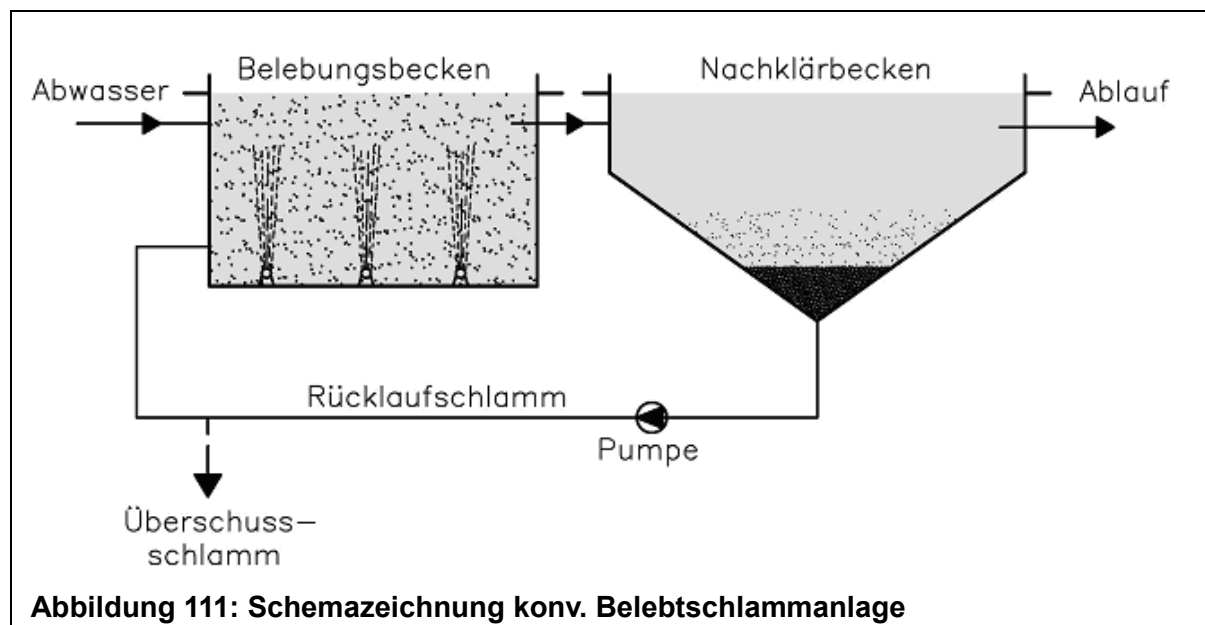 Belebungsbecken
Nachklärbecken
Abwasser
Ablauf
Rücklaufschlamm
Pumpe
Überschuss-
schlamm
Abbildung 111: Schemazeichnung konv. Belebtschlammanlage